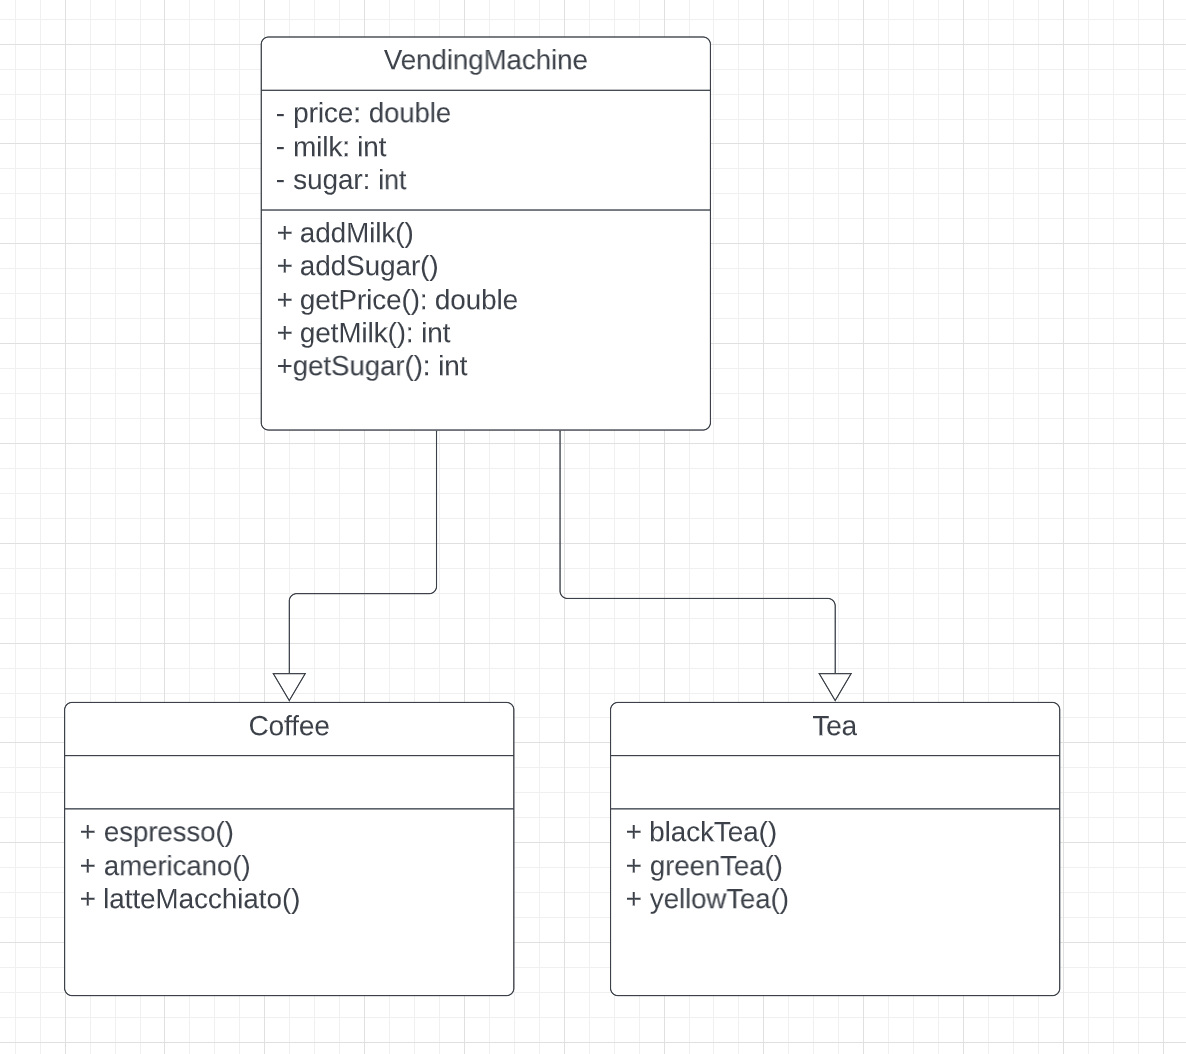 VendingMachine
- price: double
- milk: int
- sugar: int
+ addMilk()
+ addSugar()
+ getPrice(): double
+ getMilk(): int
+getSugar(): int
Coffee
+ espresso()
+ americano()
+ latteMacchiato()
Tea
+ blackTea()
+ greenTea()
+ yellowTea()